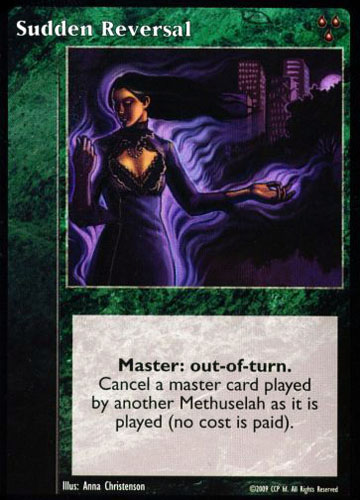 Sudden Reversal
Master: out-of-turn.
Cancel a master card played
by another Methuselah as it is
played (no cost is paid).
Illus: Anna Christenson
©2009 CCP hf. All Rights Reserved